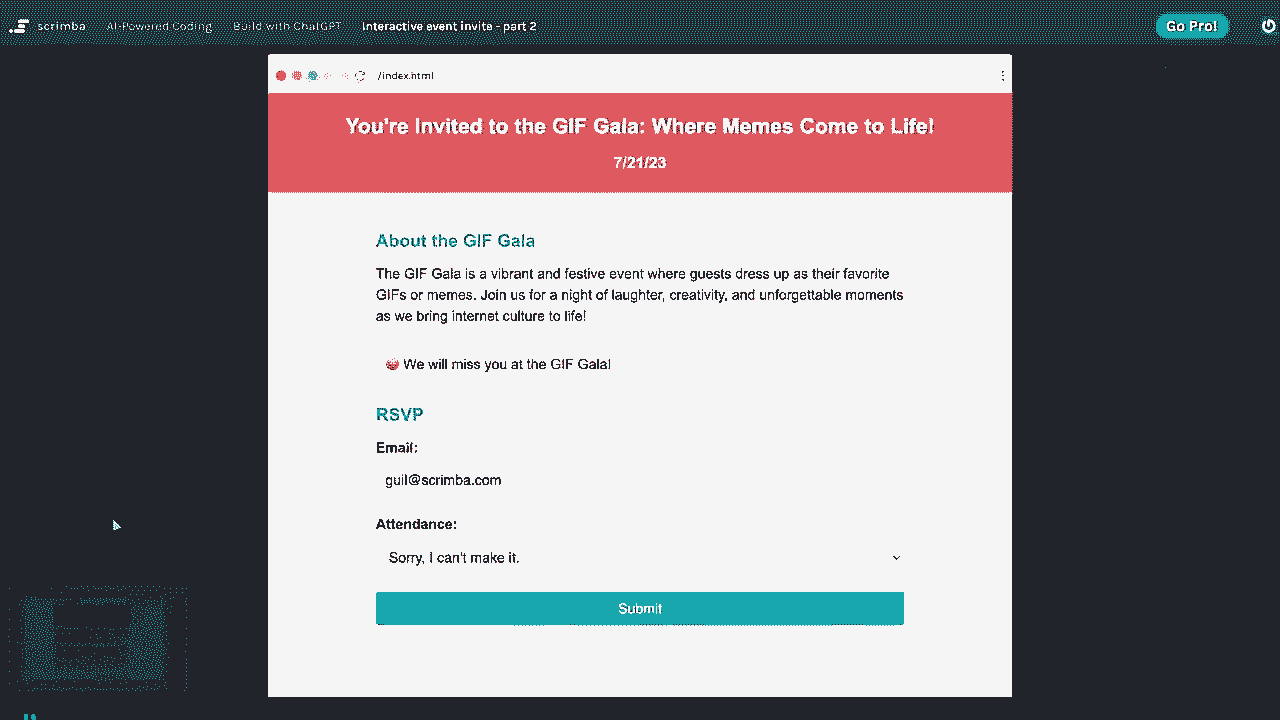 scrimba AI-Powered Coding Build with ChatGPT Interactive event invite - part 2 Go Pro!
/index.html
You're Invited to the GIF Gala: Where Memes Come to Life!
7/21/23
About the GIF Gala
The GIF Gala is a vibrant and festive event where guests dress up as their favorite
GIFs or memes. Join us for a night of laughter, creativity, and unforgettable moments
as we bring internet culture to life!
We will miss you at the GIF Gala!
RSVP
Email:
guil@scrimba.com
Attendance:
Sorry, I can't make it.
Submit